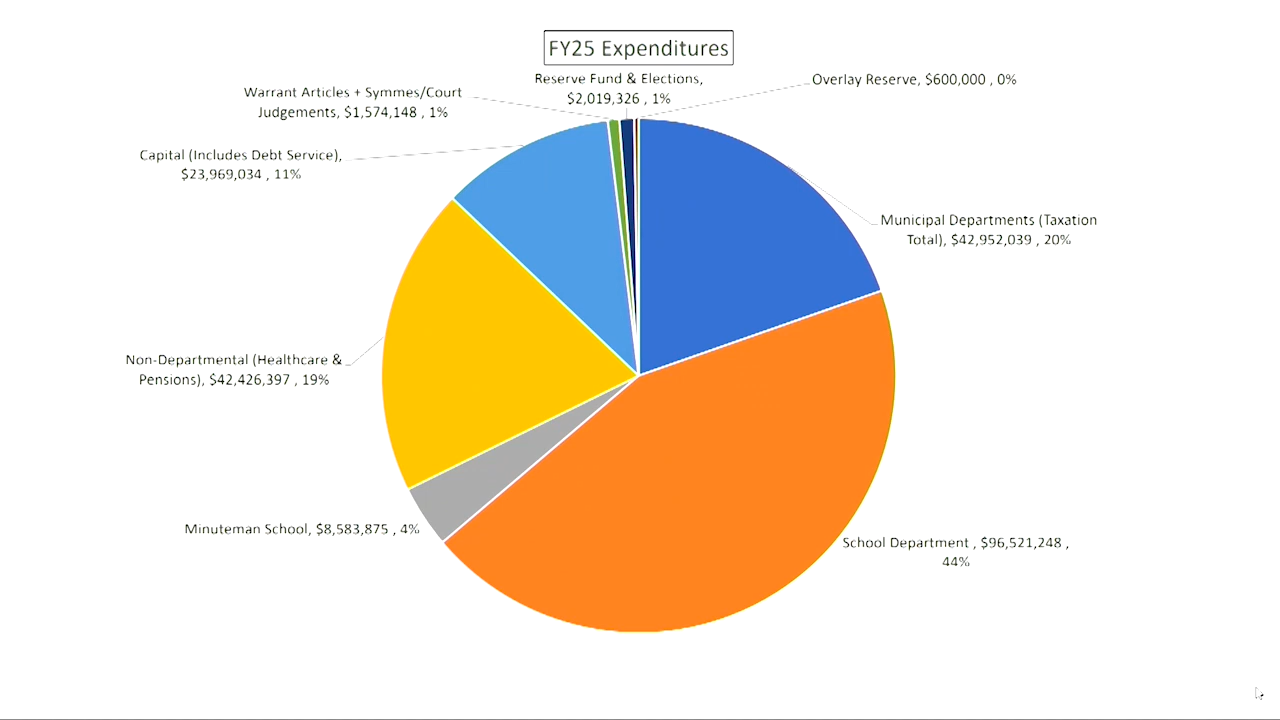 FY25 Expenditures
Reserve Fund & Elections,
$2,019,326 , 1%
Overlay Reserve, $600,000 , 0%
Warrant Articles + Symmes/Court
Judgements, $1,574,148 , 1%
Capital (Includes Debt Service),
$23,969,034 , 11%
Municipal Departments (Taxation
Total), $42,952,039 , 20%
Non-Departmental (Healthcare &
Pensions), $42,426,397 , 19%
Minuteman School, $8,583,875 , 4%
School Department , $96,521,248 ,
44%